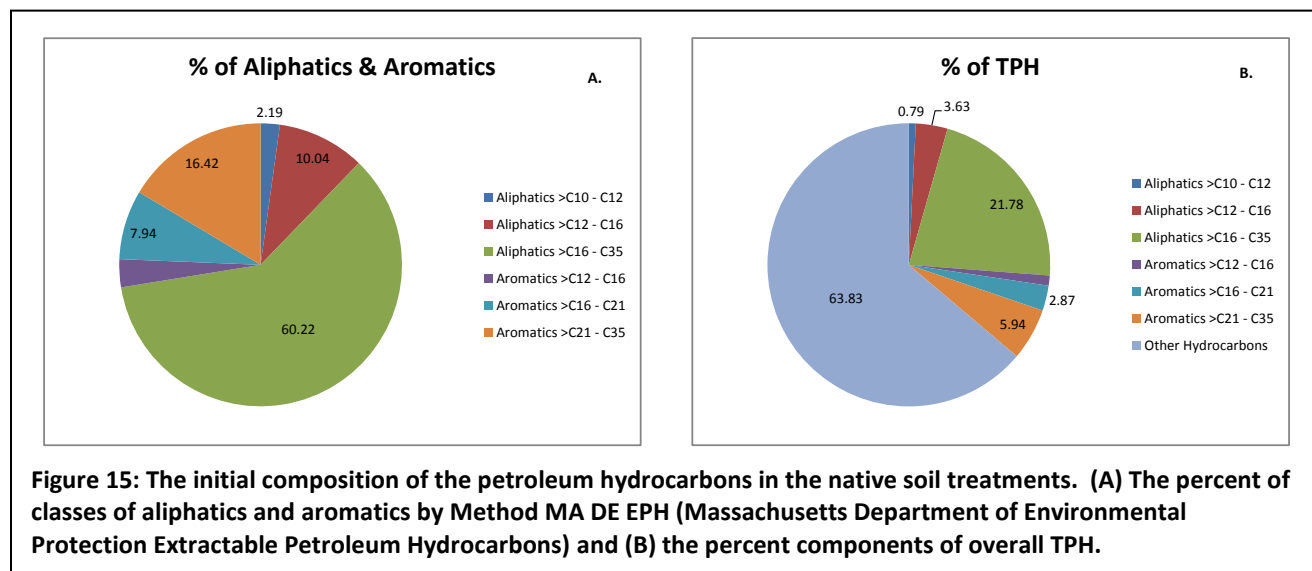 % of Aliphatics & Aromatics
A.
2.19
10.04
16.42
7.94
60.22
Aliphatics >C10 - C12
Aliphatics >C12 - C16
Aliphatics >C16 - C35
Aromatics >C12 - C16
Aromatics >C16 - C21
Aromatics >C21 - C35
% of TPH
B.
0.79
3.63
21.78
63.83
2.87
5.94
Aliphatics >C10 - C12
Aliphatics >C12 - C16
Aliphatics >C16 - C35
Aromatics >C12 - C16
Aromatics >C16 - C21
Aromatics >C21 - C35
Other Hydrocarbons
Figure 15: The initial composition of the petroleum hydrocarbons in the native soil treatments. (A) The percent of
classes of aliphatics and aromatics by Method MA DE EPH (Massachusetts Department of Environmental
Protection Extractable Petroleum Hydrocarbons) and (B) the percent components of overall TPH.